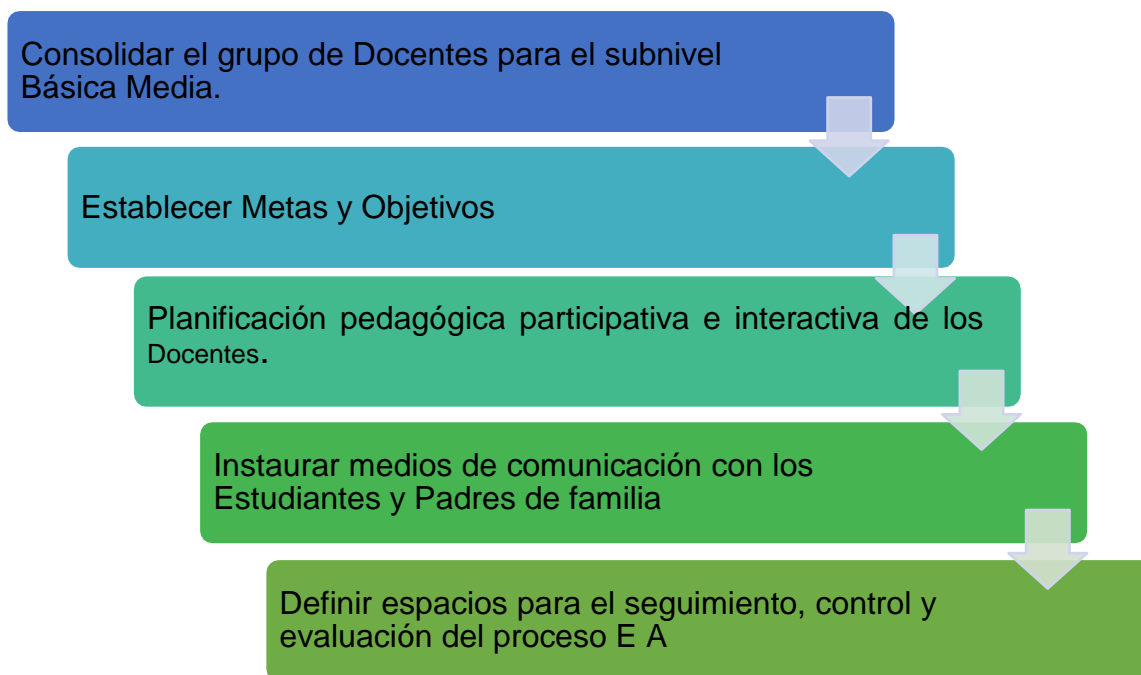 Consolidar el grupo de Docentes para el subnivel
Básica Media.
Establecer Metas y Objetivos
Planificación pedagógica participativa e interactiva de los
Docentes.
Instaurar medios de comunicación con los
Estudiantes y Padres de familia
Definir espacios para el seguimiento, control y
evaluación del proceso E A